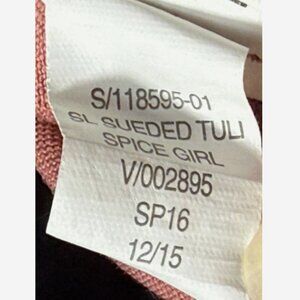 S/118595-01
SL SUEDED TULI
SPICE GIRL
V/002895
SP16
12/15